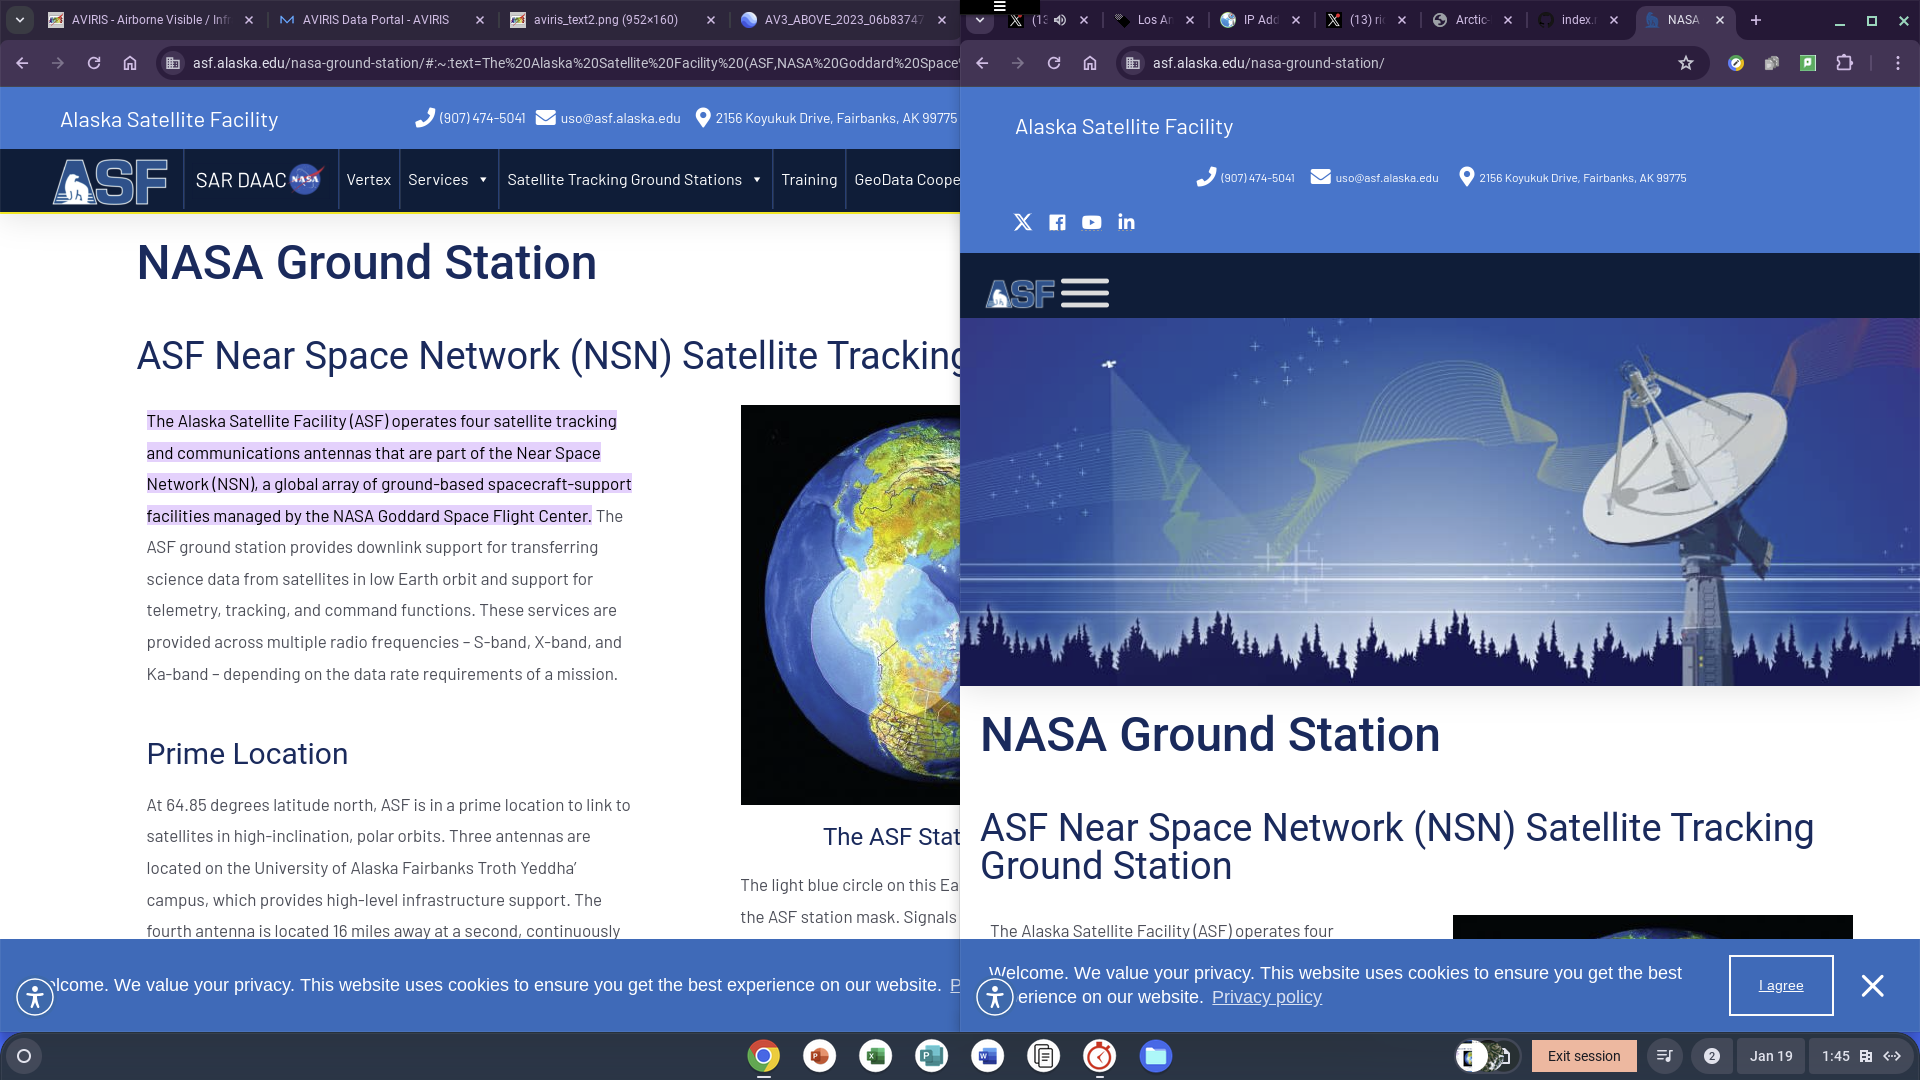 AVIRIS - Airborne Visible / Infr
AVIRIS Data Portal - AVIRIS
aviris_text2.png (952×160)
AV3_ABOVE_2023_06b83747
asf.alaska.edu/nasa-ground-station/#:~:text=The%20Alaska%20Satellite%20Facility%20(ASF,NASA%20Goddard%20Space%
Alaska Satellite Facility
(907) 474-5041
uso@asf.alaska.edu
2156 Koyukuk Drive, Fairbanks, AK 99775
ASF
SAR DAAC
NASA
Vertex
Services
Satellite Tracking Ground Stations
Training
GeoData Coope
NASA Ground Station
ASF Near Space Network (NSN) Satellite Tracking
The Alaska Satellite Facility (ASF) operates four satellite tracking
and communications antennas that are part of the Near Space
Network (NSN), a global array of ground-based spacecraft-support
facilities managed by the NASA Goddard Space Flight Center. The
ASF ground station provides downlink support for transferring
science data from satellites in low Earth orbit and support for
telemetry, tracking, and command functions. These services are
provided across multiple radio frequencies – S-band, X-band, and
Ka-band – depending on the data rate requirements of a mission.
Prime Location
At 64.85 degrees latitude north, ASF is in a prime location to link to
satellites in high-inclination, polar orbits. Three antennas are
located on the University of Alaska Fairbanks Troth Yeddha’
campus, which provides high-level infrastructure support. The
fourth antenna is located 16 miles away at a second, continuously
The ASF Stat
The light blue circle on this Ea
the ASF station mask. Signals
lcome. We value your privacy. This website uses cookies to ensure you get the best experience on our website. P
(13
Los An
IP Add
(13) ri
Arctic-
index.
NASA
asf.alaska.edu/nasa-ground-station/
Alaska Satellite Facility
(907) 474-5041
uso@asf.alaska.edu
2156 Koyukuk Drive, Fairbanks, AK 99775
ASF
NASA Ground Station
ASF Near Space Network (NSN) Satellite Tracking
Ground Station
The Alaska Satellite Facility (ASF) operates four
Welcome. We value your privacy. This website uses cookies to ensure you get the best
erience on our website. Privacy policy
I agree
Exit session
2
Jan 19
1:45